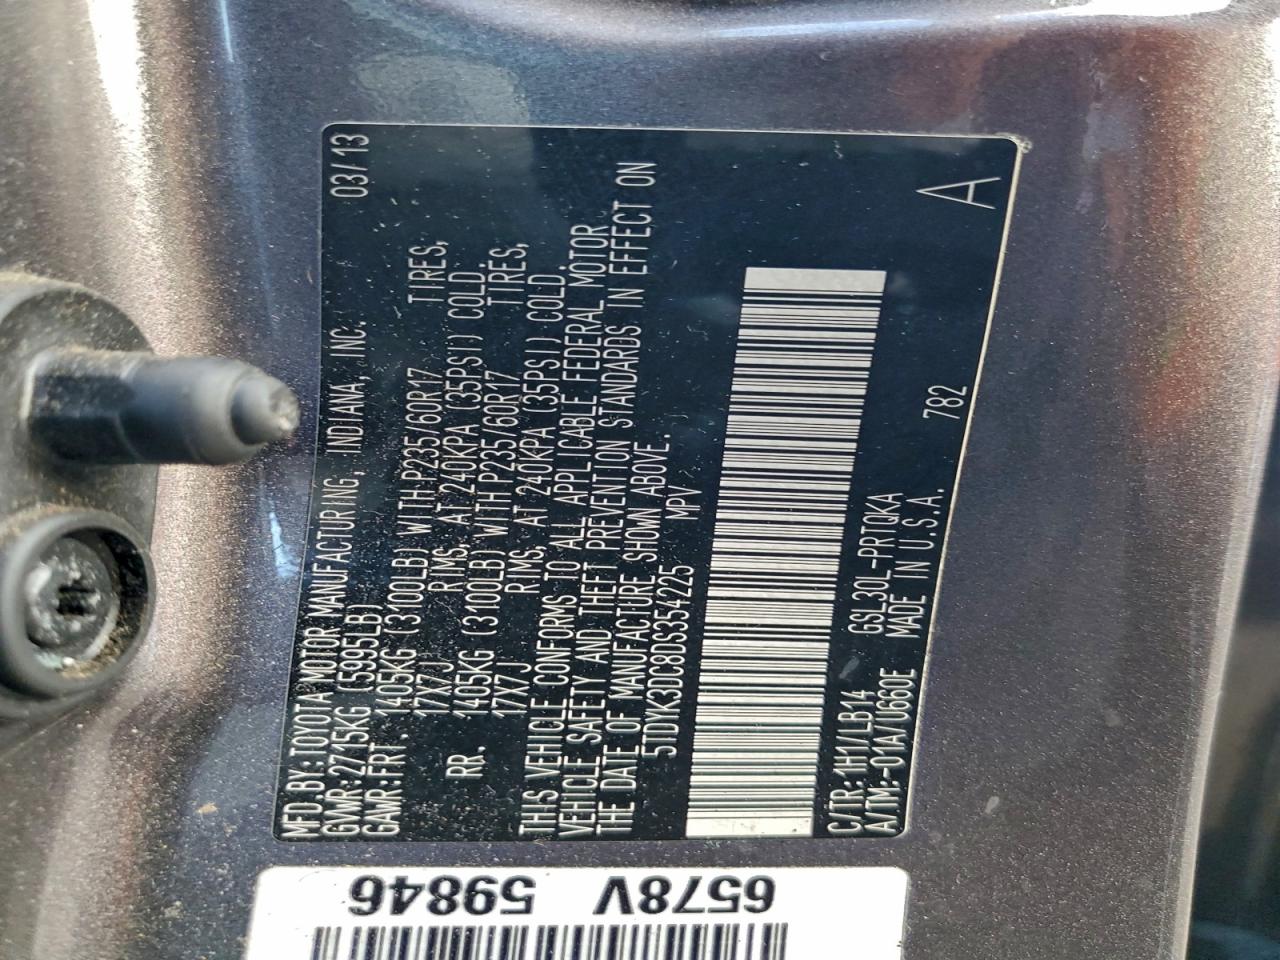 MFD.BY:TOYOTA MOTOR MANUFACTURING, INDIANA, INC. 03/13
GVWR:2715KG (5995LB)
GAWR:FRT. 1405KG (3100LB) WITH P235/60R17 TIRES,
17X7J RIMS, AT 240KPA (35PSI) COLD.
RR. 1405KG (3100LB) WITH P235/60R17 TIRES,
17X7J RIMS, AT 240KPA (35PSI) COLD.
THIS VEHICLE CONFORMS TO ALL APPLICABLE FEDERAL MOTOR
VEHICLE SAFETY AND THEFT PREVENTION STANDARDS IN EFFECT ON
THE DATE OF MANUFACTURE SHOWN ABOVE.
5TDYK3DC8DS354225 MPV
C/TR:1H1/LB14 GSL30L-PRTQKA
A/TM:-01A/U660E MADE IN U.S.A. 782
A
6578V 59846